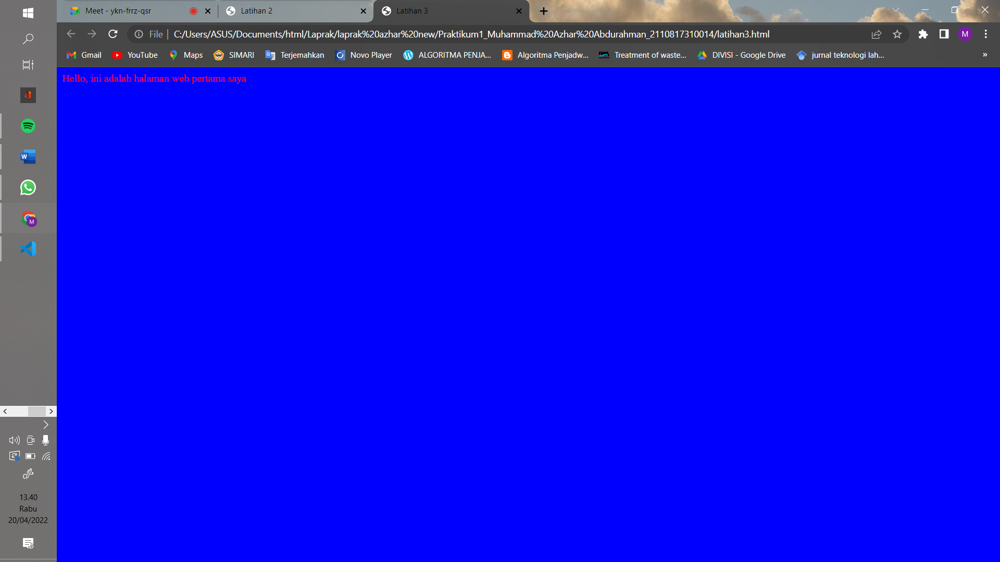 Meet - ykn-frrz-qsr
Latihan 2
Latihan 3
File | C:/Users/ASUS/Documents/html/Laprak/laprak%20azhar%20new/Praktikum1_Muhammad%20Azhar%20Abdurahman_2110817310014/latihan3.html
M
Gmail
YouTube
Maps
SIMARI
Terjemahkan
Novo Player
ALGORITMA PENJA...
Algoritma Penjadw...
Treatment of waste...
DIVISI - Google Drive
jurnal teknologi lah...
»
Hello, ini adalah halaman web pertama saya
W
M
13.40
Rabu
20/04/2022